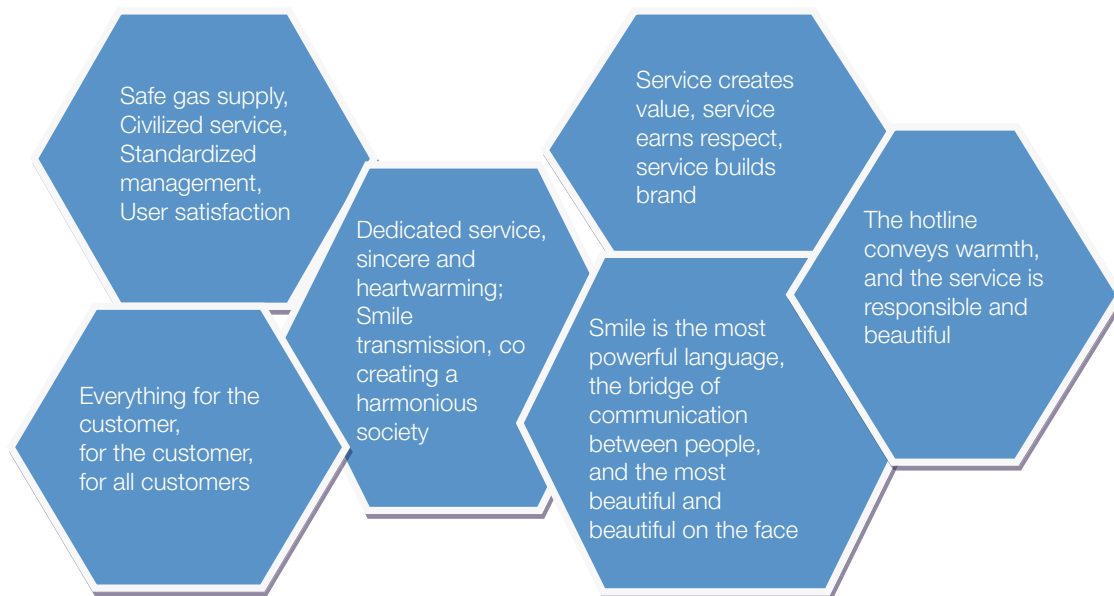 Safe gas supply,
Civilized service,
Standardized
management,
User satisfaction
Everything for the
customer,
for the customer,
for all customers
Dedicated service,
sincere and
heartwarming;
Smile
transmission, co
creating a
harmonious
society
Service creates
value, service
earns respect,
service builds
brand
Smile is the most
powerful language,
the bridge of
communication
between people,
and the most
beautiful and
beautiful on the face
The hotline
conveys warmth,
and the service is
responsible and
beautiful